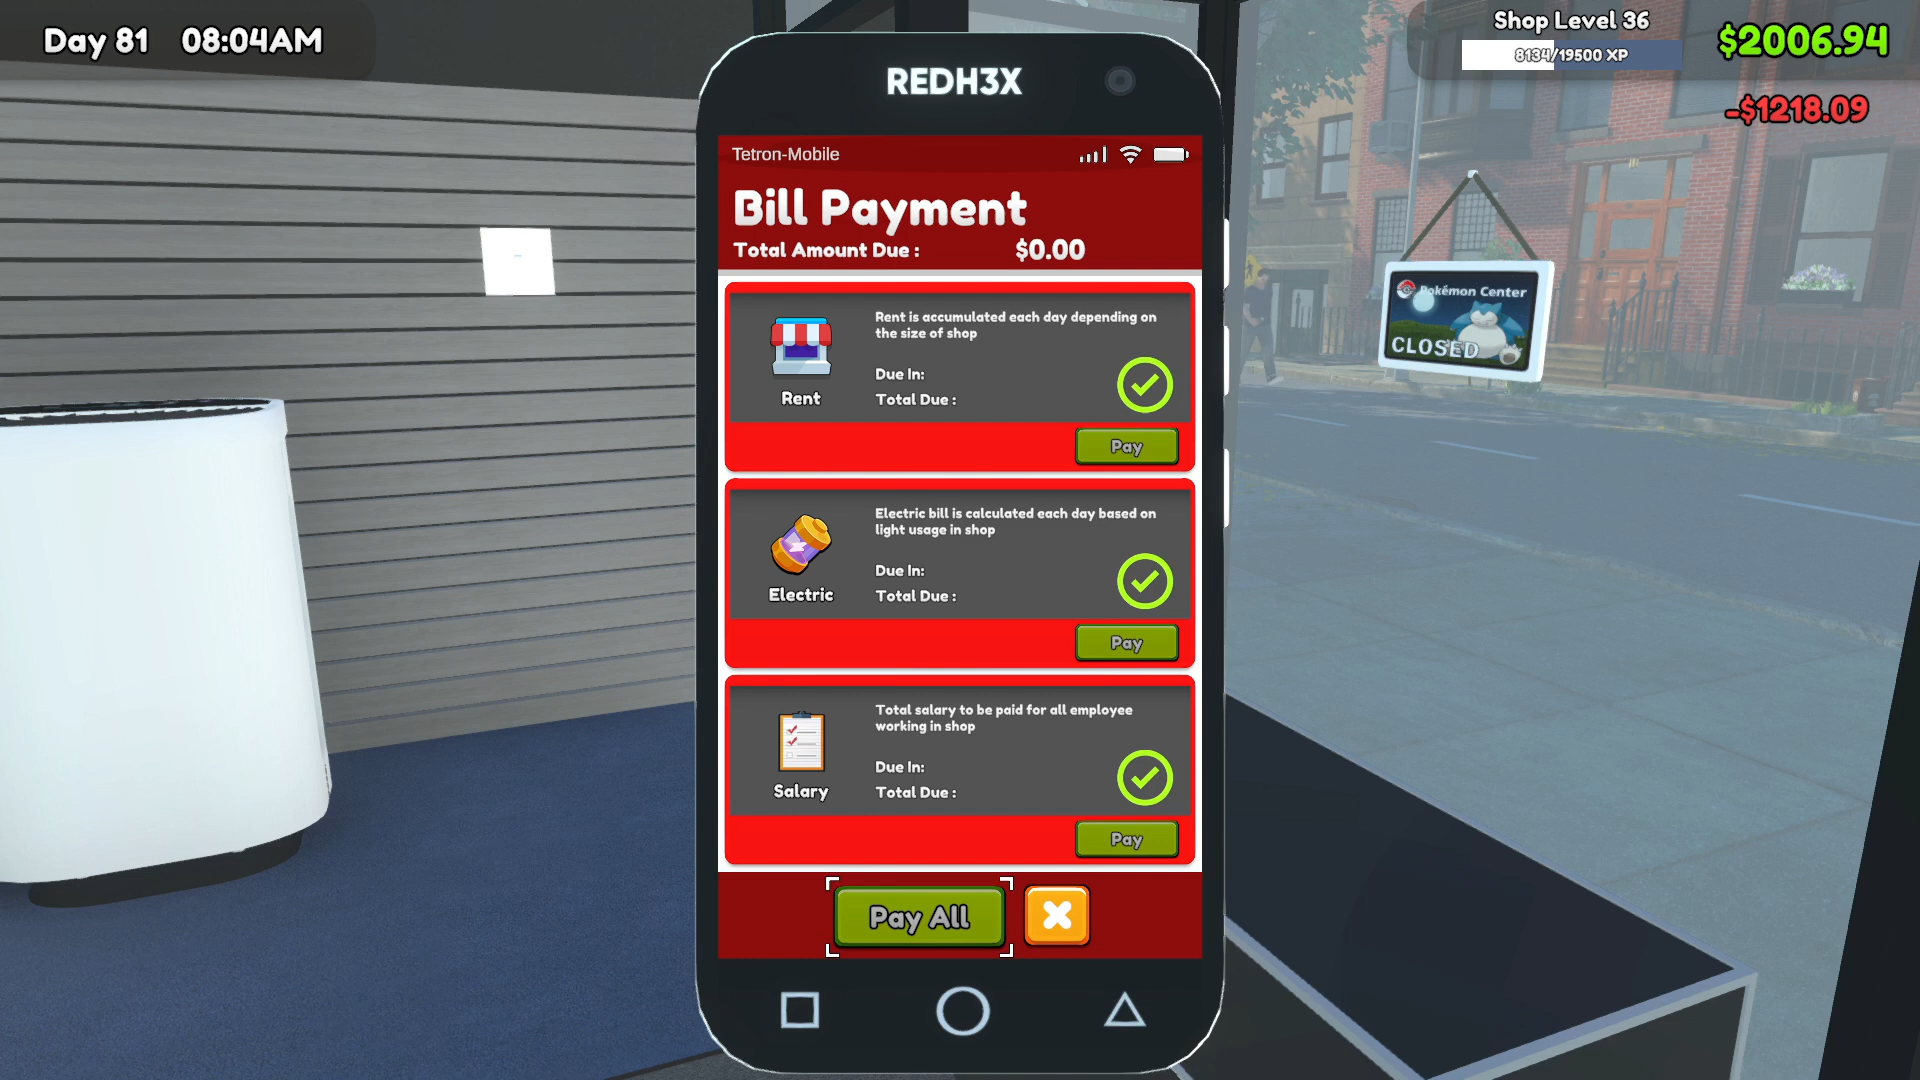 Day 81 08:04AM
Shop Level 36
8134/19500 XP
$2006.94
-$1218.09
REDH3X
Tetron-Mobile
Bill Payment
Total Amount Due : $0.00
Rent is accumulated each day depending on
the size of shop
Due In:
Total Due :
Rent
Pay
Electric bill is calculated each day based on
light usage in shop
Due In:
Total Due :
Electric
Pay
Total salary to be paid for all employee
working in shop
Due In:
Total Due :
Salary
Pay
Pay All
Pokémon Center
CLOSED